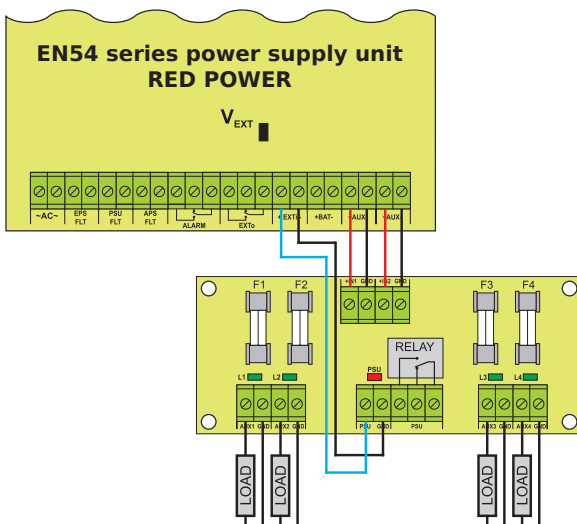 EN54 series power supply unit
RED POWER
VEXT
~AC~ EPS FLT PSU FLT APS FLT ALARM EXTo +EXTi- +BAT- +AUX- +AUX-
+IN1 GND +IN2 GND
F1 F2 F3 F4
RELAY
PSU
L1 L2 L3 L4
AUX1 GND AUX2 GND PSU GND PSU AUX3 GND AUX4 GND
LOAD LOAD LOAD LOAD